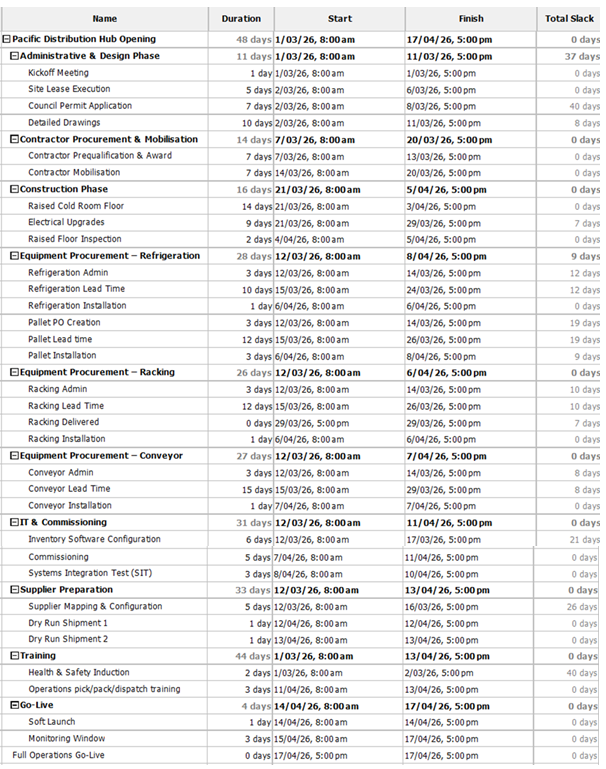 Name Duration Start Finish Total Slack
Pacific Distribution Hub Opening 48 days 1/03/26, 8:00 am 17/04/26, 5:00 pm 0 days
Administrative & Design Phase 11 days 1/03/26, 8:00 am 11/03/26, 5:00 pm 37 days
Kickoff Meeting 1 day 1/03/26, 8:00 am 1/03/26, 5:00 pm 0 days
Site Lease Execution 5 days 2/03/26, 8:00 am 6/03/26, 5:00 pm 0 days
Council Permit Application 7 days 2/03/26, 8:00 am 8/03/26, 5:00 pm 40 days
Detailed Drawings 10 days 2/03/26, 8:00 am 11/03/26, 5:00 pm 8 days
Contractor Procurement & Mobilisation 14 days 7/03/26, 8:00 am 20/03/26, 5:00 pm 0 days
Contractor Prequalification & Award 7 days 7/03/26, 8:00 am 13/03/26, 5:00 pm 0 days
Contractor Mobilisation 7 days 14/03/26, 8:00 am 20/03/26, 5:00 pm 0 days
Construction Phase 16 days 21/03/26, 8:00 am 5/04/26, 5:00 pm 0 days
Raised Cold Room Floor 14 days 21/03/26, 8:00 am 3/04/26, 5:00 pm 0 days
Electrical Upgrades 9 days 21/03/26, 8:00 am 29/03/26, 5:00 pm 7 days
Raised Floor Inspection 2 days 4/04/26, 8:00 am 5/04/26, 5:00 pm 0 days
Equipment Procurement – Refrigeration 28 days 12/03/26, 8:00 am 8/04/26, 5:00 pm 9 days
Refrigeration Admin 3 days 12/03/26, 8:00 am 14/03/26, 5:00 pm 12 days
Refrigeration Lead Time 10 days 15/03/26, 8:00 am 24/03/26, 5:00 pm 12 days
Refrigeration Installation 1 day 6/04/26, 8:00 am 6/04/26, 5:00 pm 0 days
Pallet PO Creation 3 days 12/03/26, 8:00 am 14/03/26, 5:00 pm 19 days
Pallet Lead time 12 days 15/03/26, 8:00 am 26/03/26, 5:00 pm 19 days
Pallet Installation 3 days 6/04/26, 8:00 am 8/04/26, 5:00 pm 9 days
Equipment Procurement – Racking 26 days 12/03/26, 8:00 am 6/04/26, 5:00 pm 0 days
Racking Admin 3 days 12/03/26, 8:00 am 14/03/26, 5:00 pm 10 days
Racking Lead Time 12 days 15/03/26, 8:00 am 26/03/26, 5:00 pm 10 days
Racking Delivered 0 days 29/03/26, 5:00 pm 29/03/26, 5:00 pm 7 days
Racking Installation 1 day 6/04/26, 8:00 am 6/04/26, 5:00 pm 0 days
Equipment Procurement – Conveyor 27 days 12/03/26, 8:00 am 7/04/26, 5:00 pm 0 days
Conveyor Admin 3 days 12/03/26, 8:00 am 14/03/26, 5:00 pm 8 days
Conveyor Lead Time 15 days 15/03/26, 8:00 am 29/03/26, 5:00 pm 8 days
Conveyor Installation 1 day 7/04/26, 8:00 am 7/04/26, 5:00 pm 0 days
IT & Commissioning 31 days 12/03/26, 8:00 am 11/04/26, 5:00 pm 0 days
Inventory Software Configuration 6 days 12/03/26, 8:00 am 17/03/26, 5:00 pm 21 days
Commissioning 5 days 7/04/26, 8:00 am 11/04/26, 5:00 pm 0 days
Systems Integration Test (SIT) 3 days 8/04/26, 8:00 am 10/04/26, 5:00 pm 0 days
Supplier Preparation 33 days 12/03/26, 8:00 am 13/04/26, 5:00 pm 0 days
Supplier Mapping & Configuration 5 days 12/03/26, 8:00 am 16/03/26, 5:00 pm 26 days
Dry Run Shipment 1 1 day 12/04/26, 8:00 am 12/04/26, 5:00 pm 0 days
Dry Run Shipment 2 1 day 13/04/26, 8:00 am 13/04/26, 5:00 pm 0 days
Training 44 days 1/03/26, 8:00 am 13/04/26, 5:00 pm 0 days
Health & Safety Induction 2 days 1/03/26, 8:00 am 2/03/26, 5:00 pm 40 days
Operations pick/pack/dispatch training 3 days 11/04/26, 8:00 am 13/04/26, 5:00 pm 0 days
Go-Live 4 days 14/04/26, 8:00 am 17/04/26, 5:00 pm 0 days
Soft Launch 1 day 14/04/26, 8:00 am 14/04/26, 5:00 pm 0 days
Monitoring Window 3 days 15/04/26, 8:00 am 17/04/26, 5:00 pm 0 days
Full Operations Go-Live 0 days 17/04/26, 5:00 pm 17/04/26, 5:00 pm 0 days